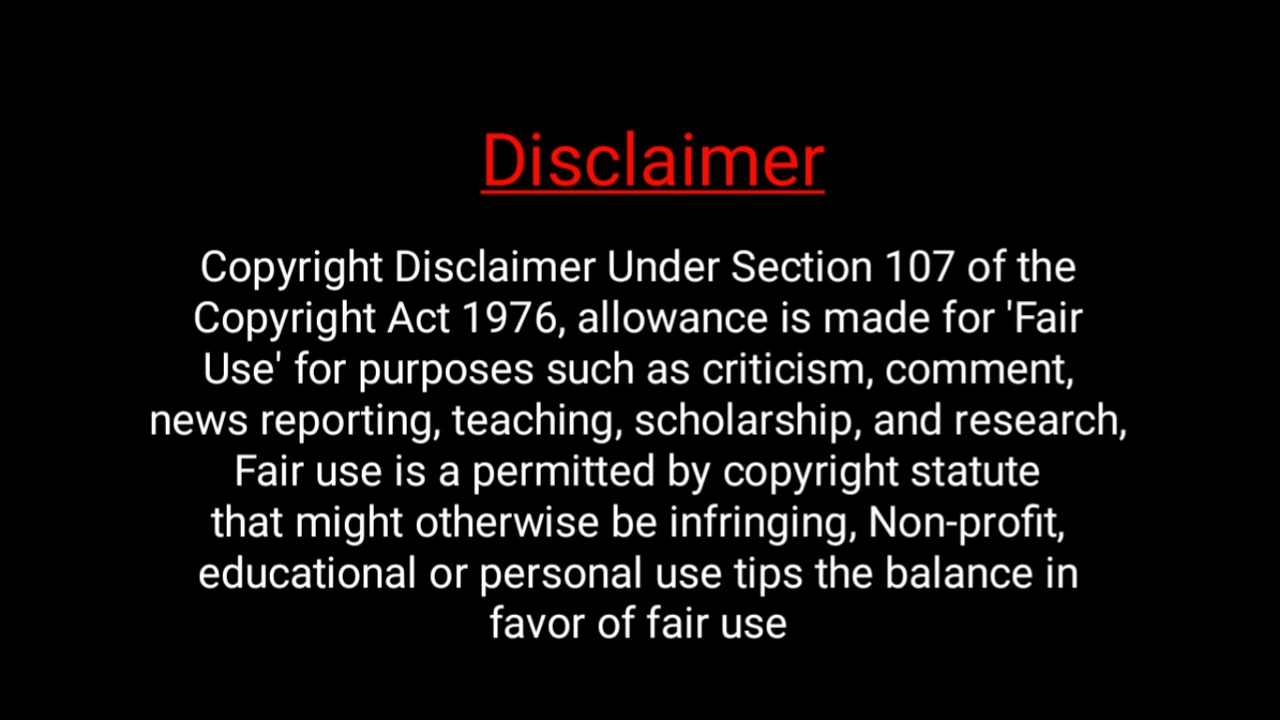 Disclaimer
Copyright Disclaimer Under Section 107 of the
Copyright Act 1976, allowance is made for 'Fair
Use' for purposes such as criticism, comment,
news reporting, teaching, scholarship, and research,
Fair use is a permitted by copyright statute
that might otherwise be infringing, Non-profit,
educational or personal use tips the balance in
favor of fair use